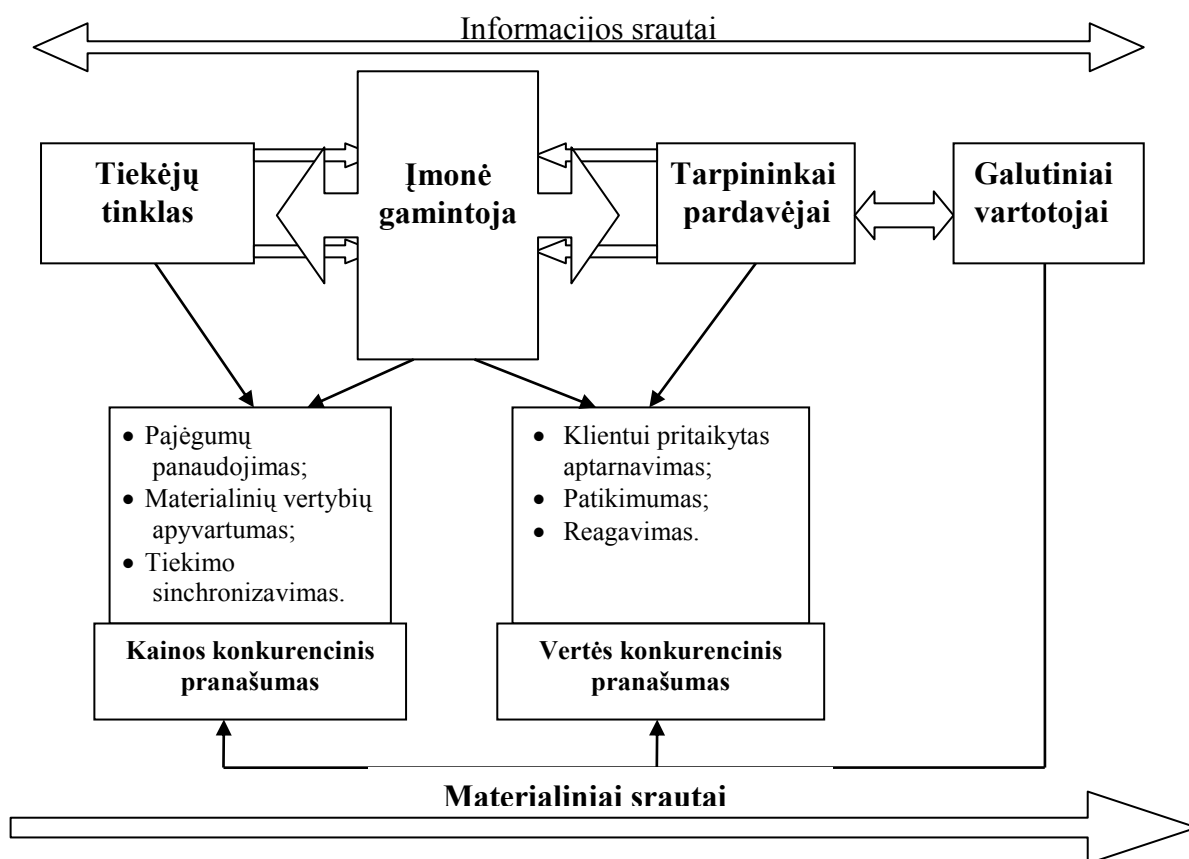 Informacijos srautai
Tiekėjų
tinklas
Įmonė
gamintoja
Tarpininkai
pardavėjai
Galutiniai
vartotojai
• Pajėgumų
panaudojimas;
• Materialinių vertybių
apyvartumas;
• Tiekimo
sinchronizavimas.
Kainos konkurencinis
pranašumas
• Klientui pritaikytas
aptarnavimas;
• Patikimumas;
• Reagavimas.
Vertės konkurencinis
pranašumas
Materialiniai srautai